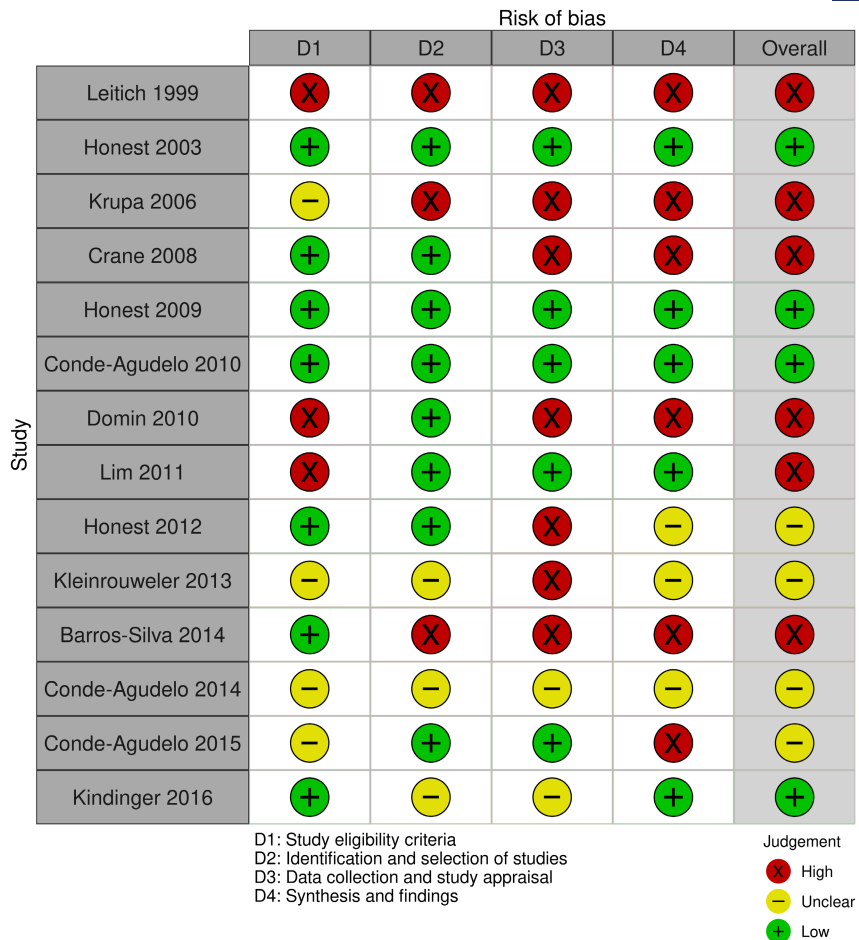 Risk of bias
D1 D2 D3 D4 Overall
Study
Leitich 1999 X X X X X
Honest 2003 + + + + +
Krupa 2006 − X X X X
Crane 2008 + + X X X
Honest 2009 + + + + +
Conde-Agudelo 2010 + + + + +
Domin 2010 X + X X X
Lim 2011 X + + + X
Honest 2012 + + X − −
Kleinrouweler 2013 − − X − −
Barros-Silva 2014 + X X X X
Conde-Agudelo 2014 − − − − −
Conde-Agudelo 2015 − + + X −
Kindinger 2016 + − − + +
D1: Study eligibility criteria
D2: Identification and selection of studies
D3: Data collection and study appraisal
D4: Synthesis and findings
Judgement
X High
− Unclear
+ Low